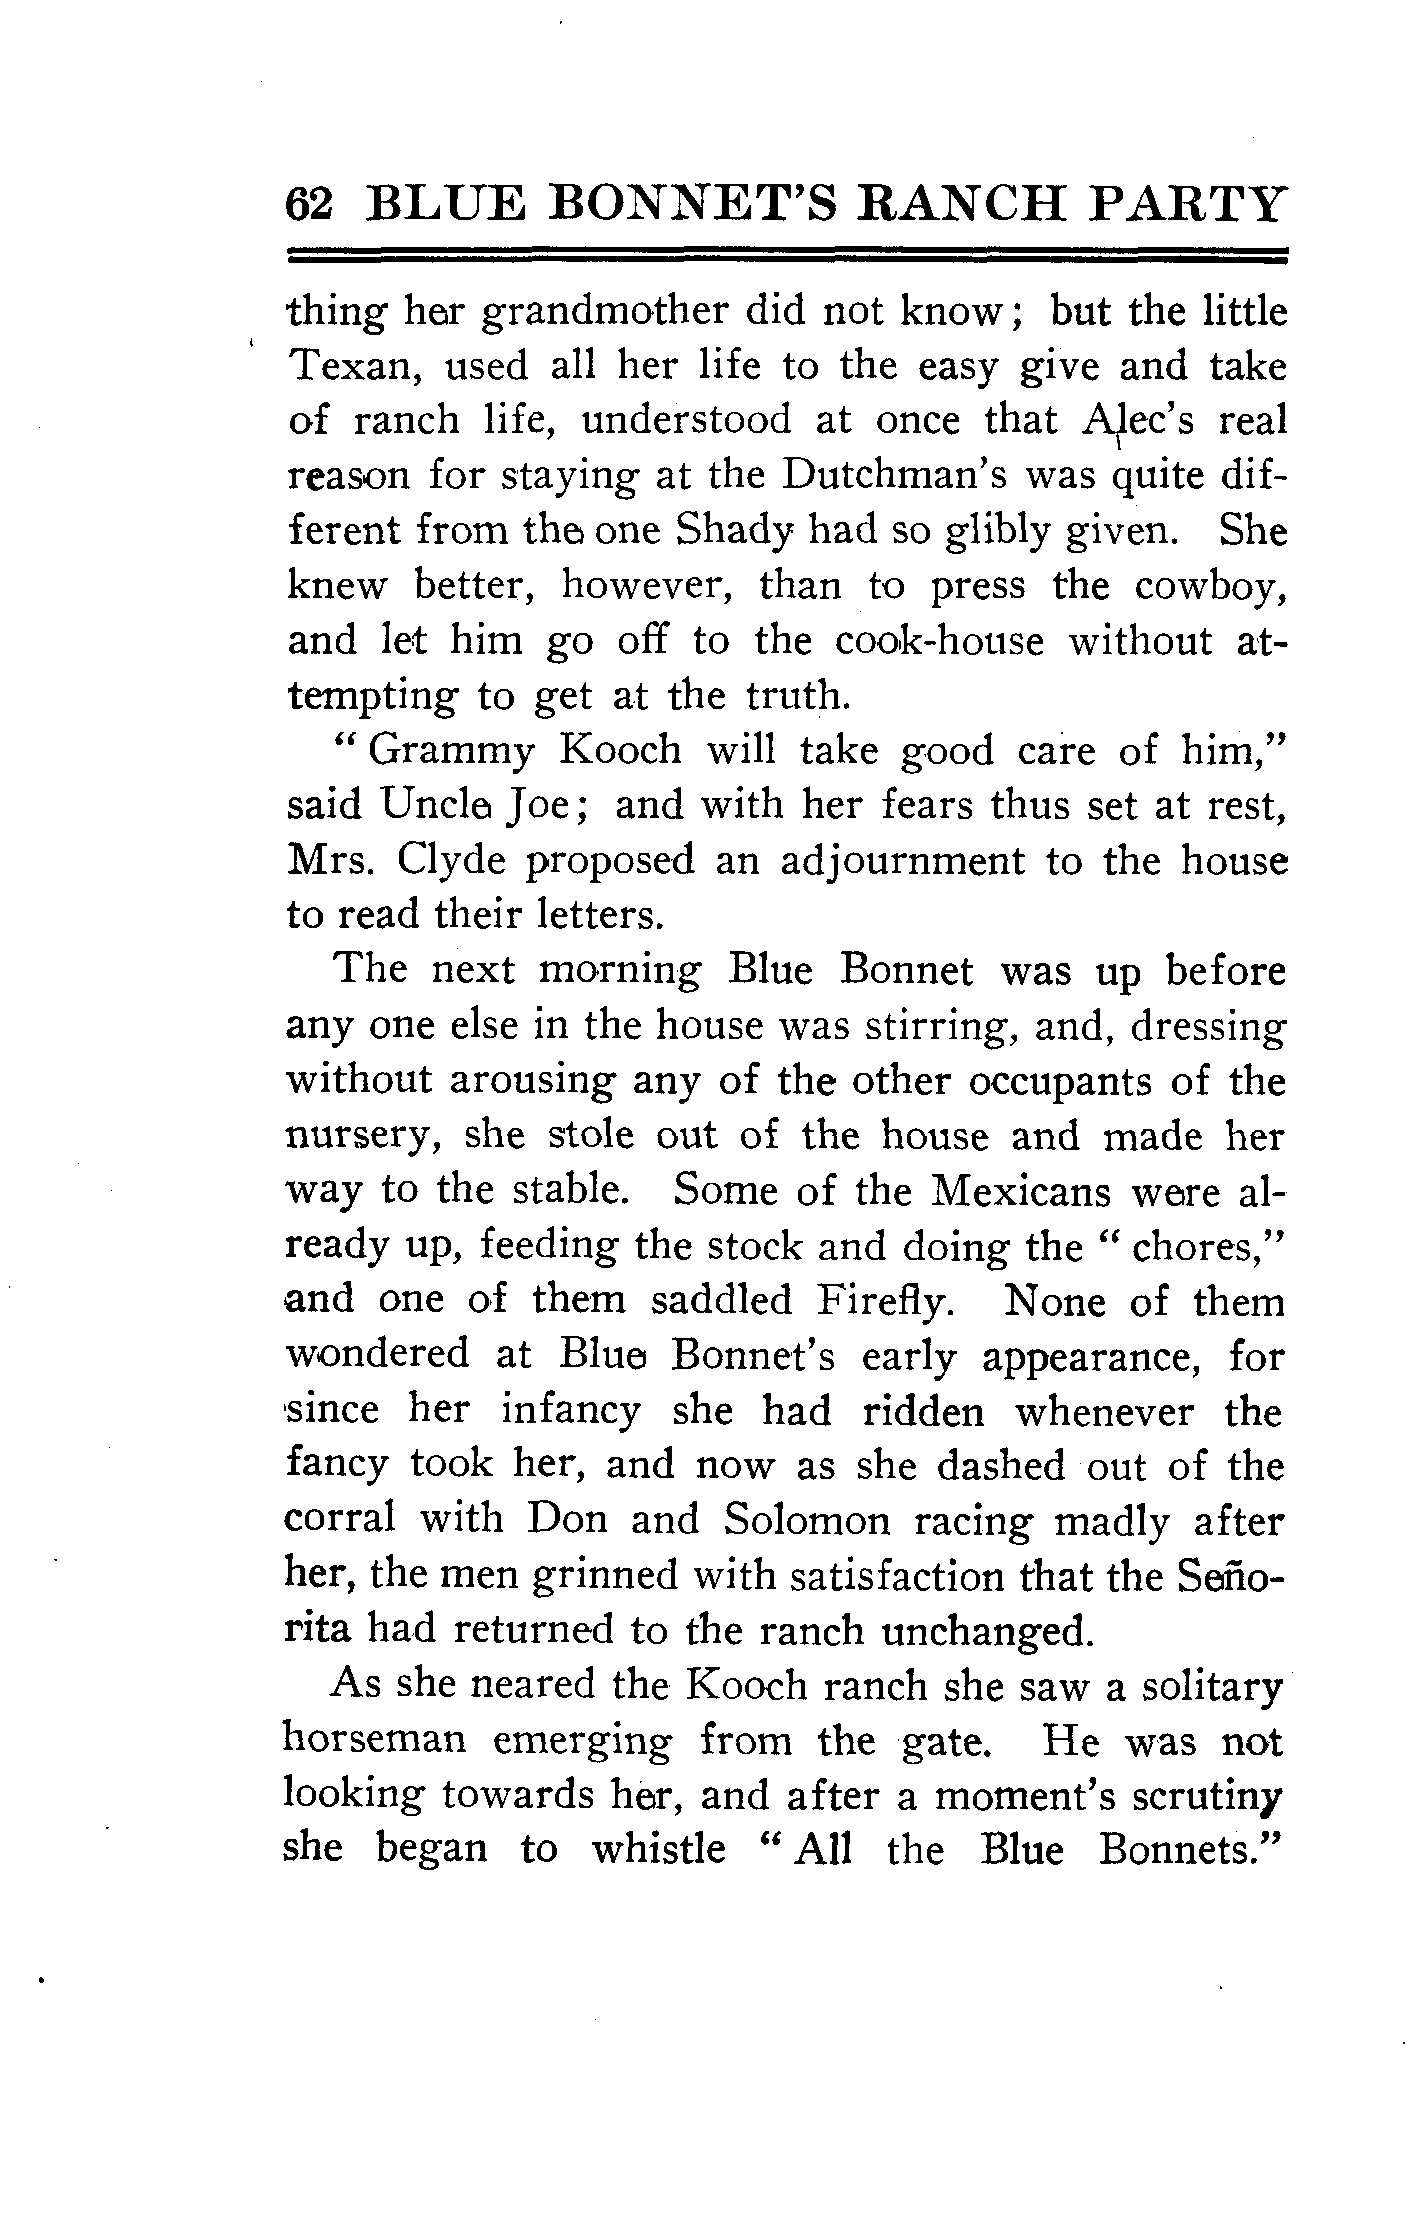 62 BLUE BONNET'S RANCH PARTY
thing her grandmother did not know; but the little
Texan, used all her life to the easy give and take
of ranch life, understood at once that Alec's real
reason for staying at the Dutchman's was quite dif-
ferent from the one Shady had so glibly given. She
knew better, however, than to press the cowboy,
and let him go off to the cook-house without at-
tempting to get at the truth.
" Grammy Kooch will take good care of him,"
said Uncle Joe; and with her fears thus set at rest,
Mrs. Clyde proposed an adjournment to the house
to read their letters.
The next morning Blue Bonnet was up before
any one else in the house was stirring, and, dressing
without arousing any of the other occupants of the
nursery, she stole out of the house and made her
way to the stable. Some of the Mexicans were al-
ready up, feeding the stock and doing the " chores,"
and one of them saddled Firefly. None of them
wondered at Blue Bonnet's early appearance, for
since her infancy she had ridden whenever the
fancy took her, and now as she dashed out of the
corral with Don and Solomon racing madly after
her, the men grinned with satisfaction that the Seño-
rita had returned to the ranch unchanged.
As she neared the Kooch ranch she saw a solitary
horseman emerging from the gate. He was not
looking towards her, and after a moment's scrutiny
she began to whistle " All the Blue Bonnets."